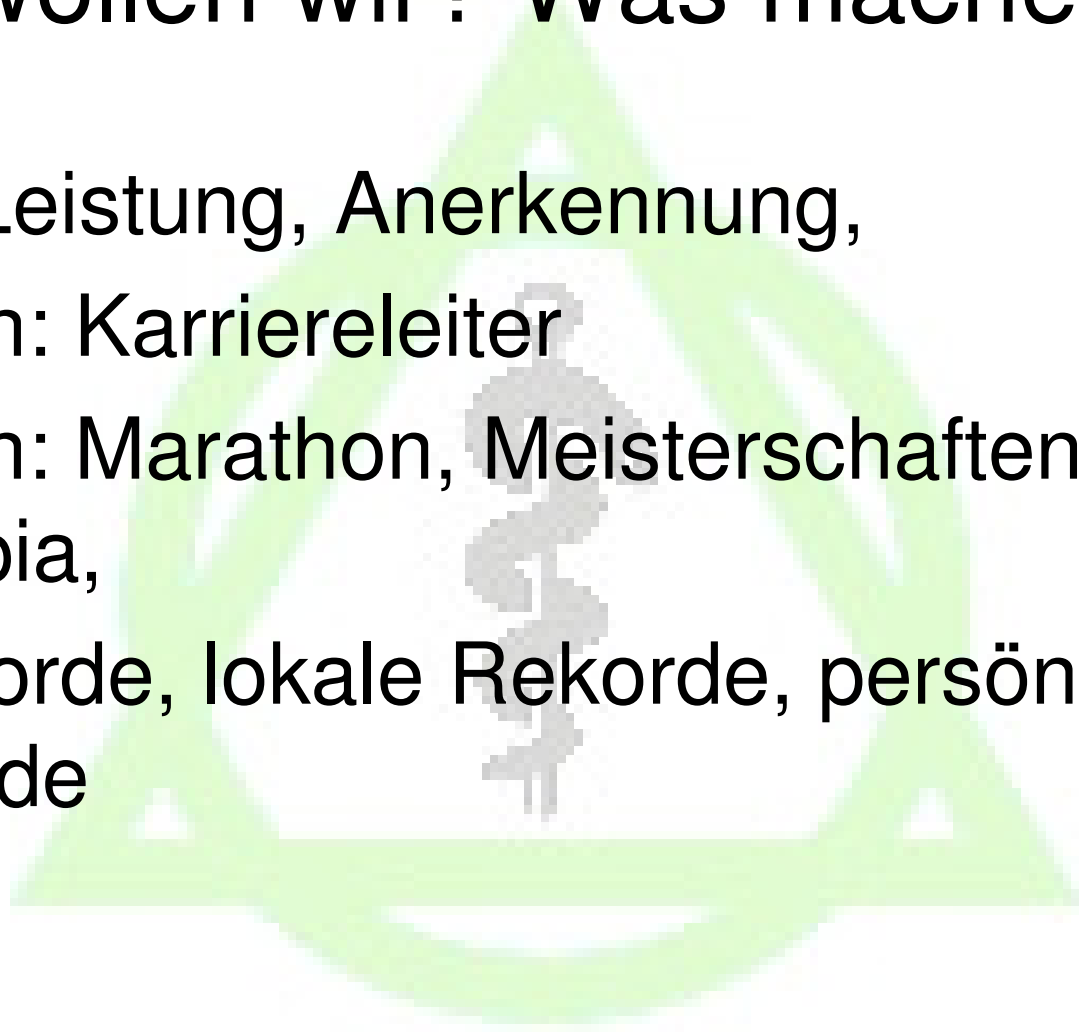 wollen wir? Was mache
Leistung, Anerkennung,
n: Karriereleiter
n: Marathon, Meisterschaften
pia,
orde, lokale Rekorde, persön
de